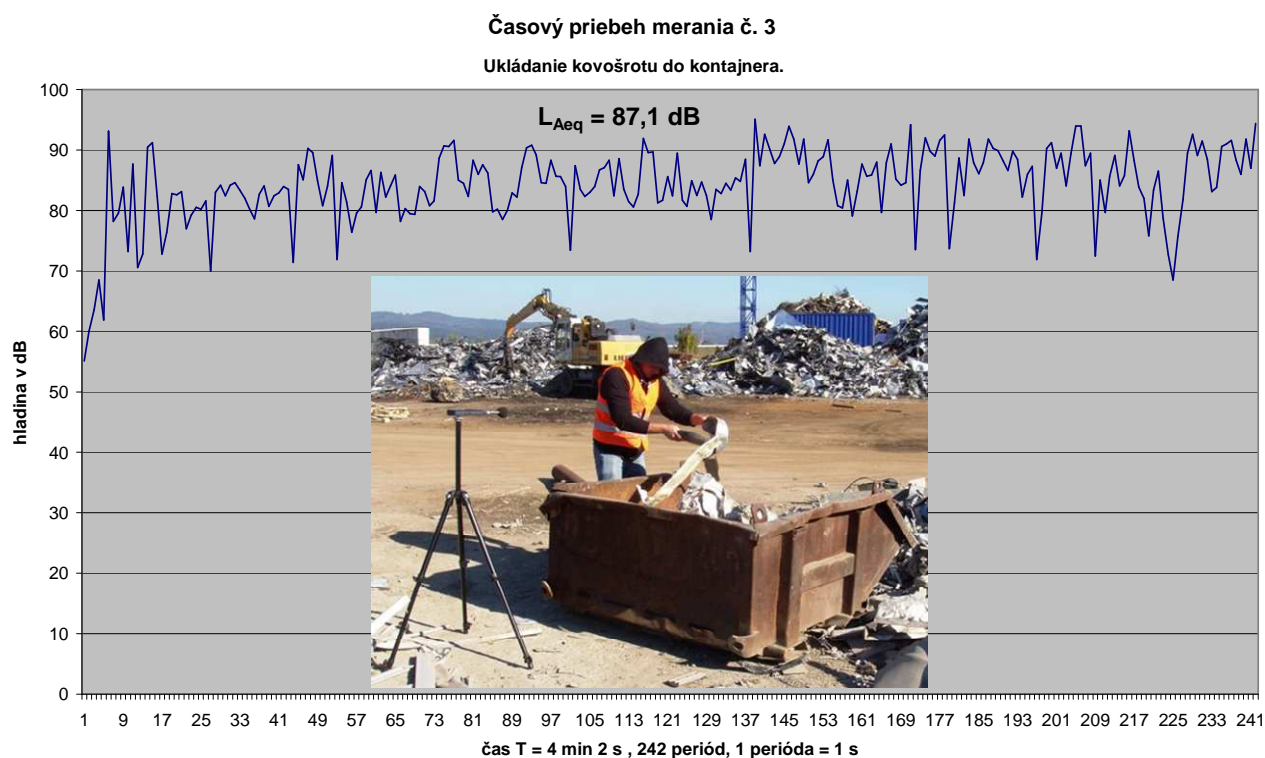 Časový priebeh merania č. 3
Ukládanie kovošrotu do kontajnera.
L_Aeq = 87,1 dB
100
90
80
70
60
50
40
30
20
10
0
hladina v dB
1 9 17 25 33 41 49 57 65 73 81 89 97 105 113 121 129 137 145 153 161 169 177 185 193 201 209 217 225 233 241
čas T = 4 min 2 s , 242 periód, 1 perióda = 1 s